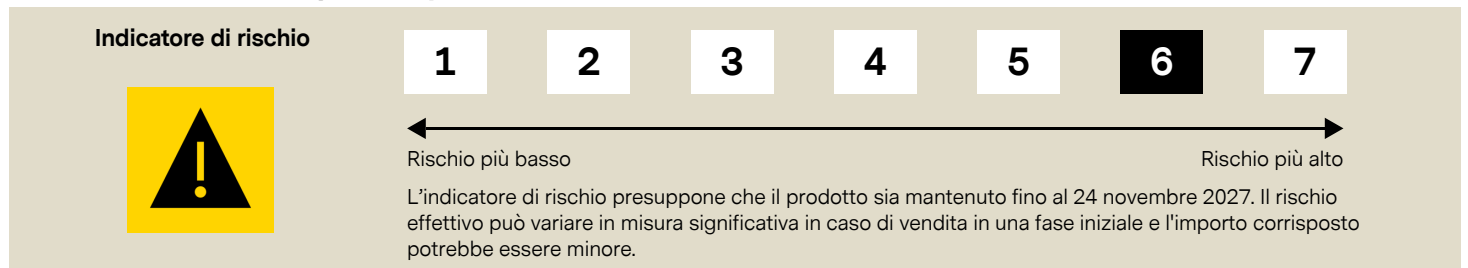 Indicatore di rischio
1 2 3 4 5 6 7
Rischio più basso Rischio più alto
L’indicatore di rischio presuppone che il prodotto sia mantenuto fino al 24 novembre 2027. Il rischio
effettivo può variare in misura significativa in caso di vendita in una fase iniziale e l'importo corrisposto
potrebbe essere minore.